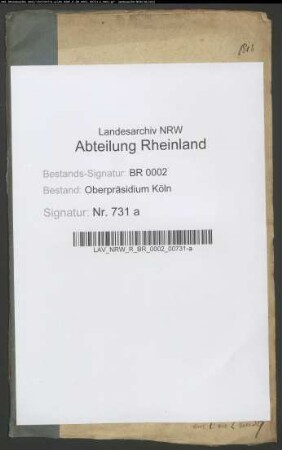 Landesarchiv NRW
Abteilung Rheinland
Bestands-Signatur: BR 0002
Bestand: Oberpräsidium Köln
Signatur: Nr. 731 a
LAV_NRW_R_BR_0002_00731-a